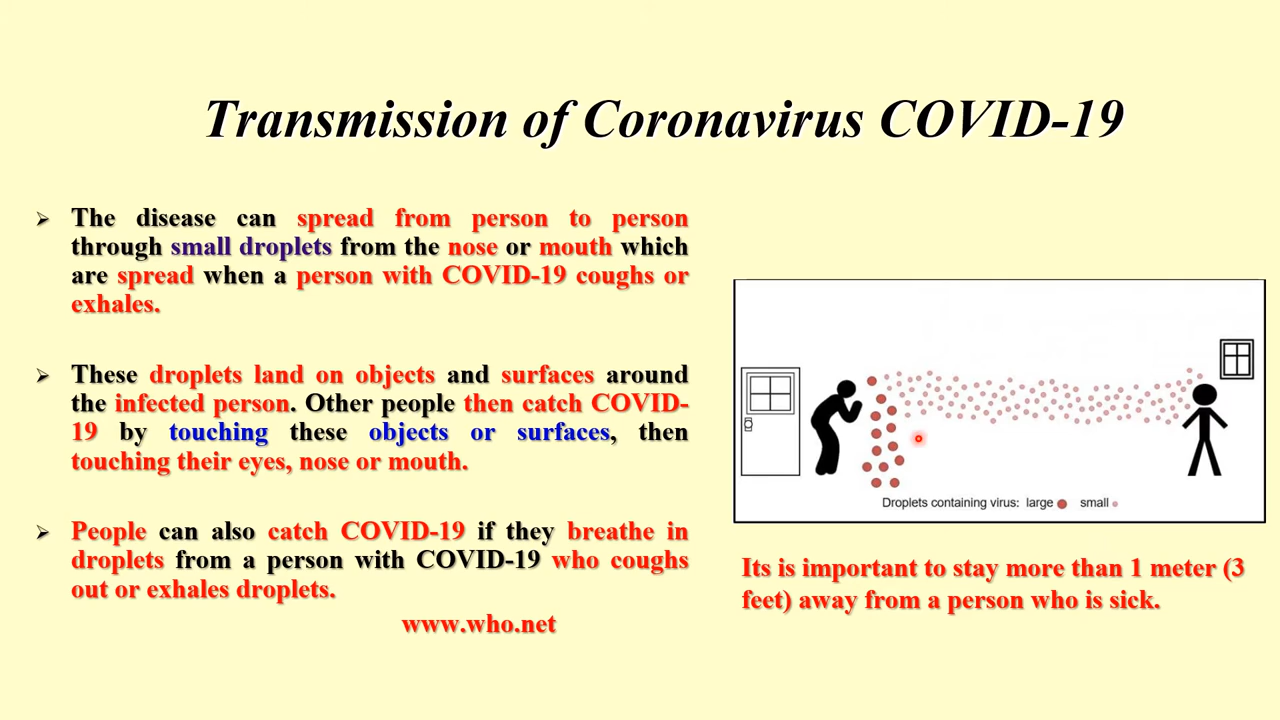 Transmission of Coronavirus COVID-19
The disease can spread from person to person
through small droplets from the nose or mouth which
are spread when a person with COVID-19 coughs or
exhales.
These droplets land on objects and surfaces around
the infected person. Other people then catch COVID-
19 by touching these objects or surfaces, then
touching their eyes, nose or mouth.
People can also catch COVID-19 if they breathe in
droplets from a person with COVID-19 who coughs
out or exhales droplets.
www.who.net
Droplets containing virus: large small
Its is important to stay more than 1 meter (3
feet) away from a person who is sick.